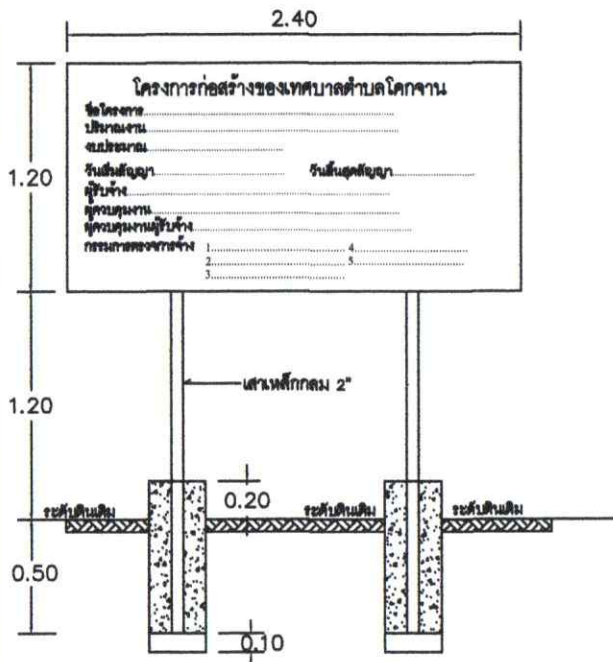 2.40
โครงการก่อสร้างของเทศบาลตำบลโคกจาน
ชื่อโครงการ
ปริมาณงาน
งบประมาณ
วันเริ่มสัญญา วันสิ้นสุดสัญญา
ผู้รับจ้าง
ผู้ควบคุมงาน
ผู้ควบคุมงานผู้รับจ้าง
กรรมการตรวจการจ้าง 1 4
2 5
3
1.20
1.20
เสาเหล็กกลม 2"
0.20
ระดับดินเดิม ระดับดินเดิม ระดับดินเดิม
0.50
0.10